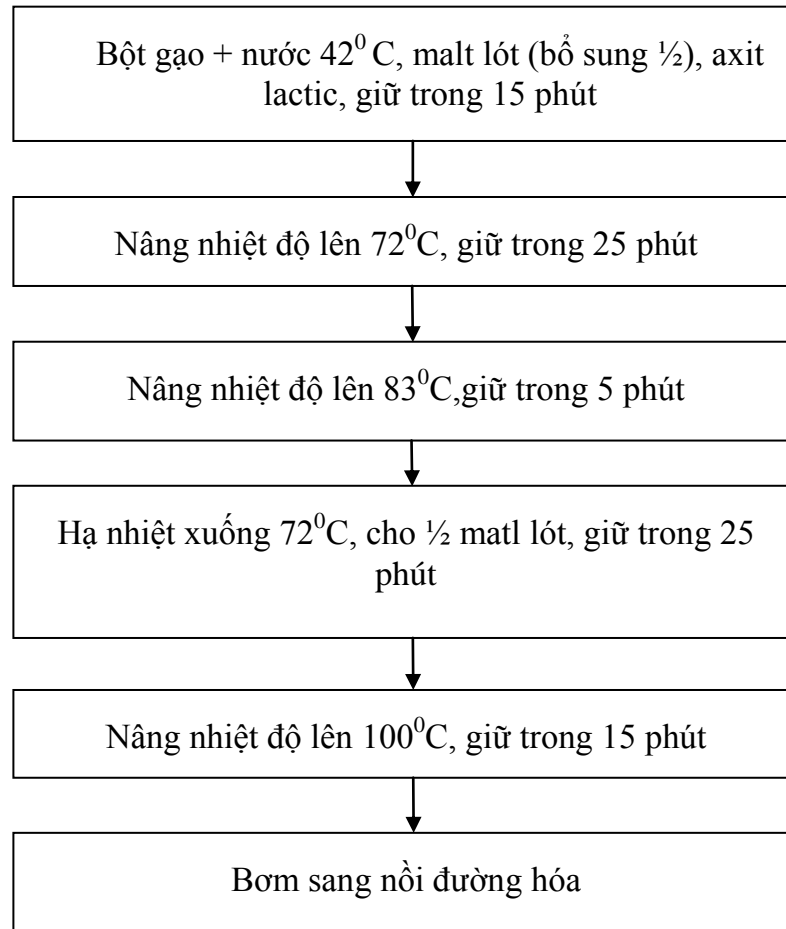 Bột gạo + nước 42⁰ C, malt lót (bổ sung ½), axit
lactic, giữ trong 15 phút
Nâng nhiệt độ lên 72⁰C, giữ trong 25 phút
Nâng nhiệt độ lên 83⁰C,giữ trong 5 phút
Hạ nhiệt xuống 72⁰C, cho ½ matl lót, giữ trong 25
phút
Nâng nhiệt độ lên 100⁰C, giữ trong 15 phút
Bơm sang nồi đường hóa